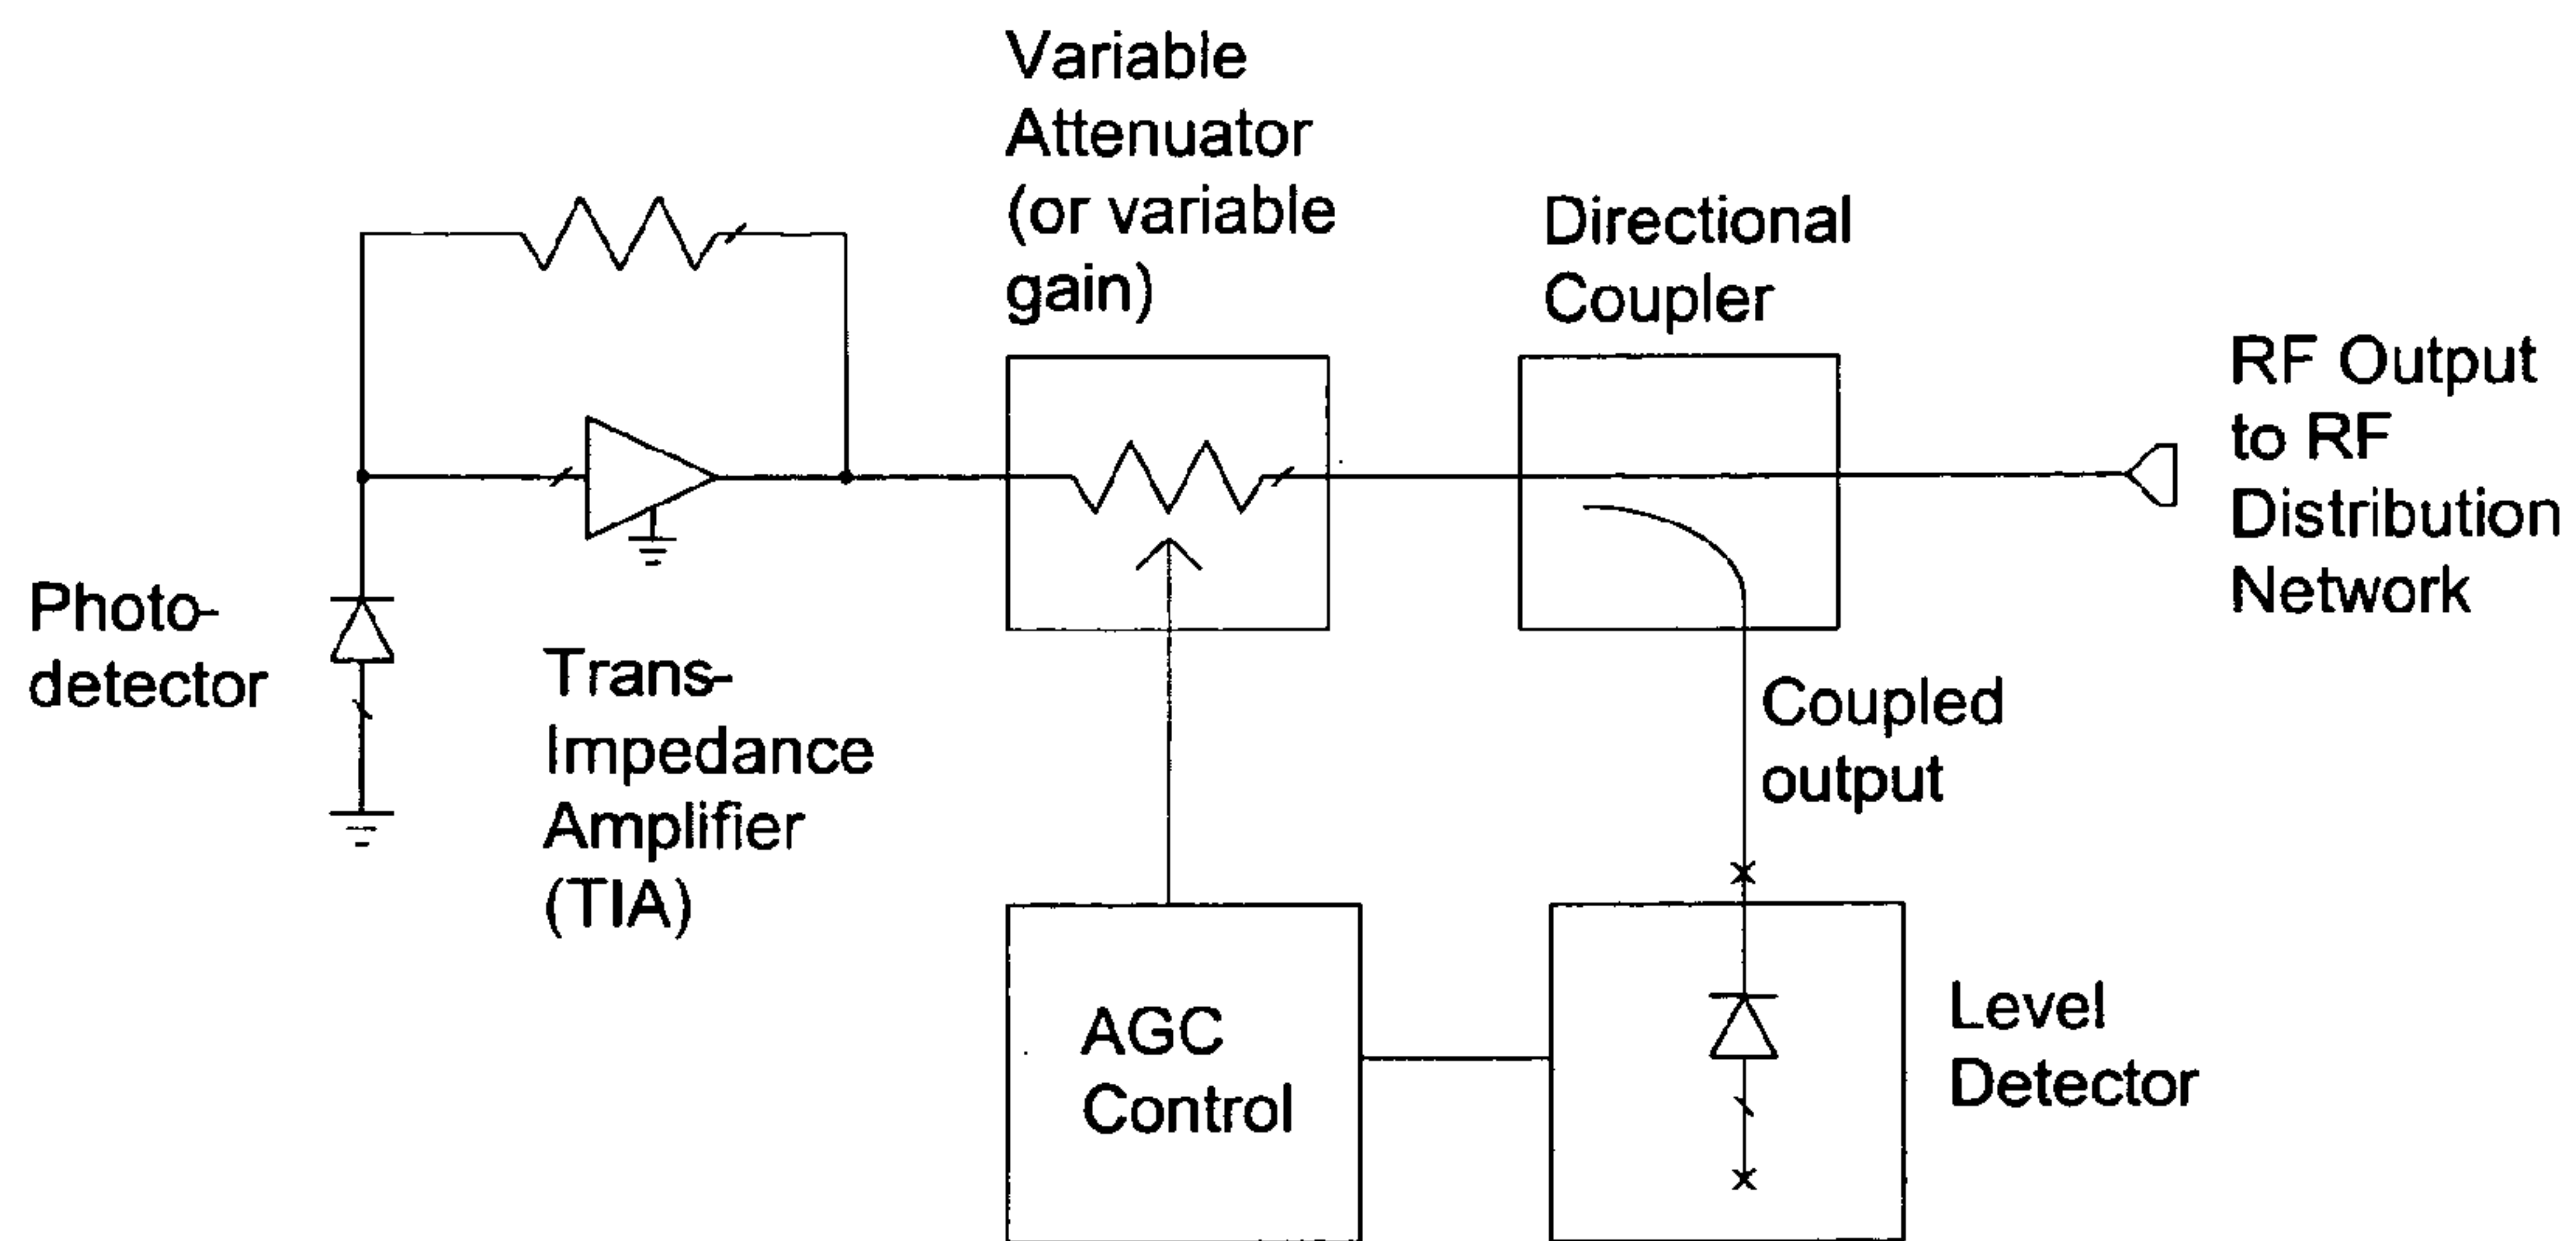 Variable
Attenuator
(or variable
gain)
Directional
Coupler
RF Output
to RF
Distribution
Network
Photo-
detector
Trans-
Impedance
Amplifier
(TIA)
Coupled
output
AGC
Control
Level
Detector